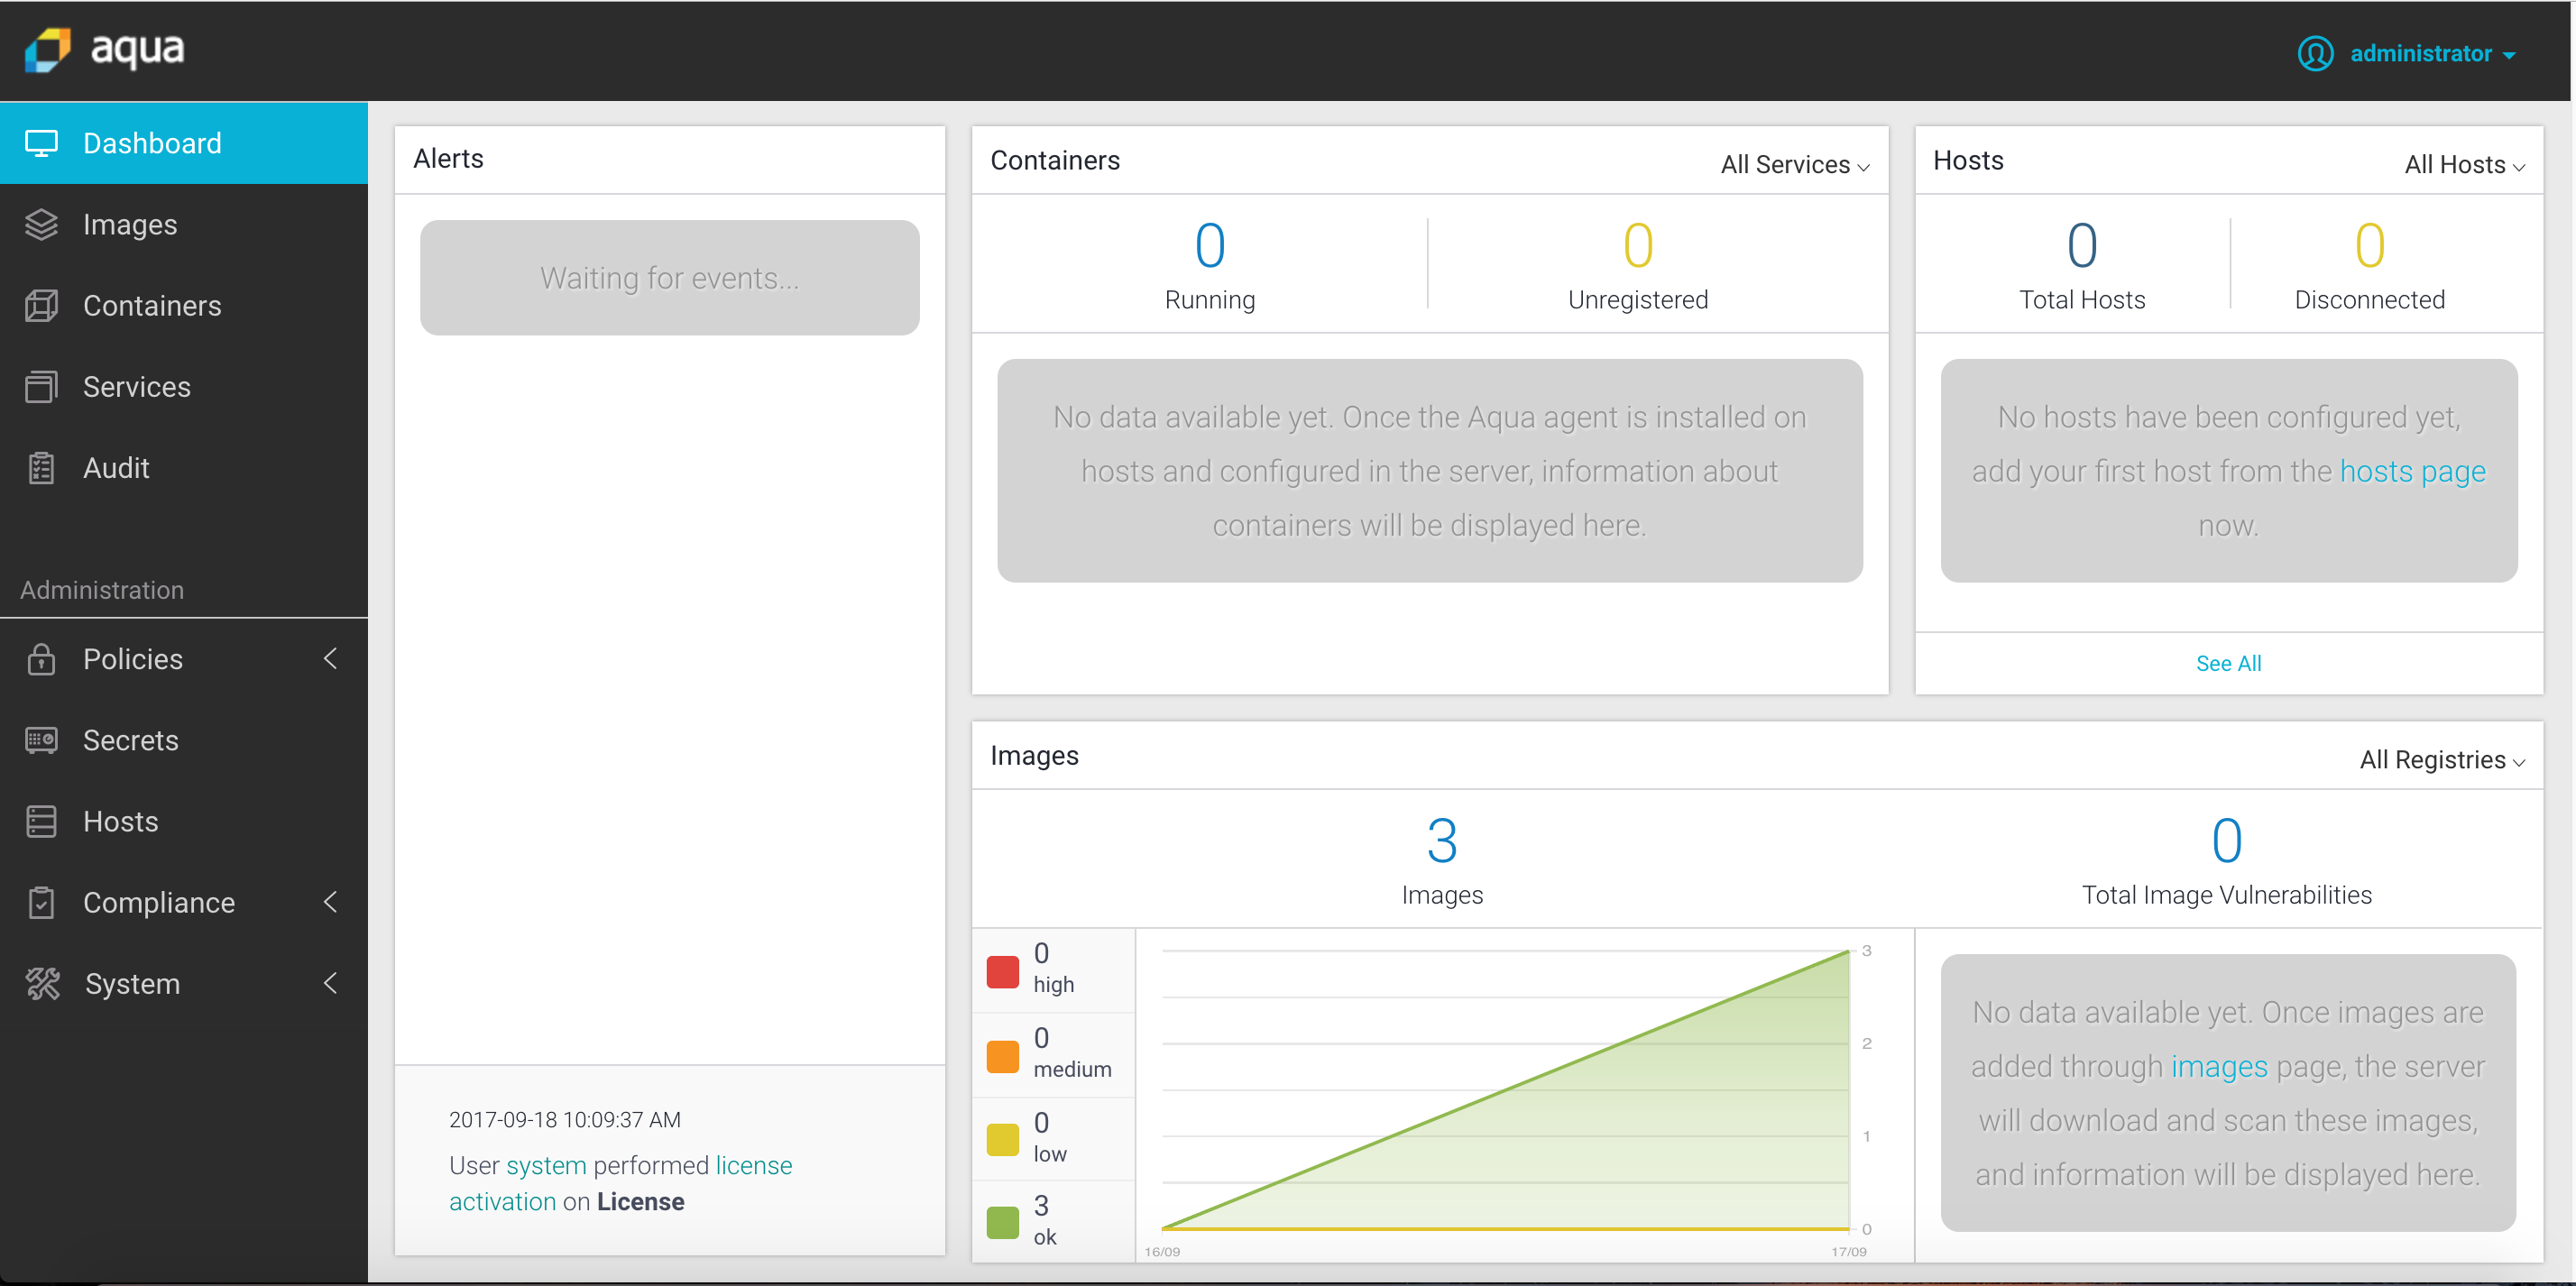 aqua
administrator
Dashboard
Images
Containers
Services
Audit
Administration
Policies
Secrets
Hosts
Compliance
System
Alerts
Waiting for events...
2017-09-18 10:09:37 AM
User system performed license
activation on License
Containers
All Services
0
Running
0
Unregistered
No data available yet. Once the Aqua agent is installed on
hosts and configured in the server, information about
containers will be displayed here.
Hosts
All Hosts
0
Total Hosts
0
Disconnected
No hosts have been configured yet,
add your first host from the hosts page
now.
See All
Images
All Registries
3
Images
0
Total Image Vulnerabilities
0
high
0
medium
0
low
3
ok
3
2
1
0
16/09
17/09
No data available yet. Once images are
added through images page, the server
will download and scan these images,
and information will be displayed here.